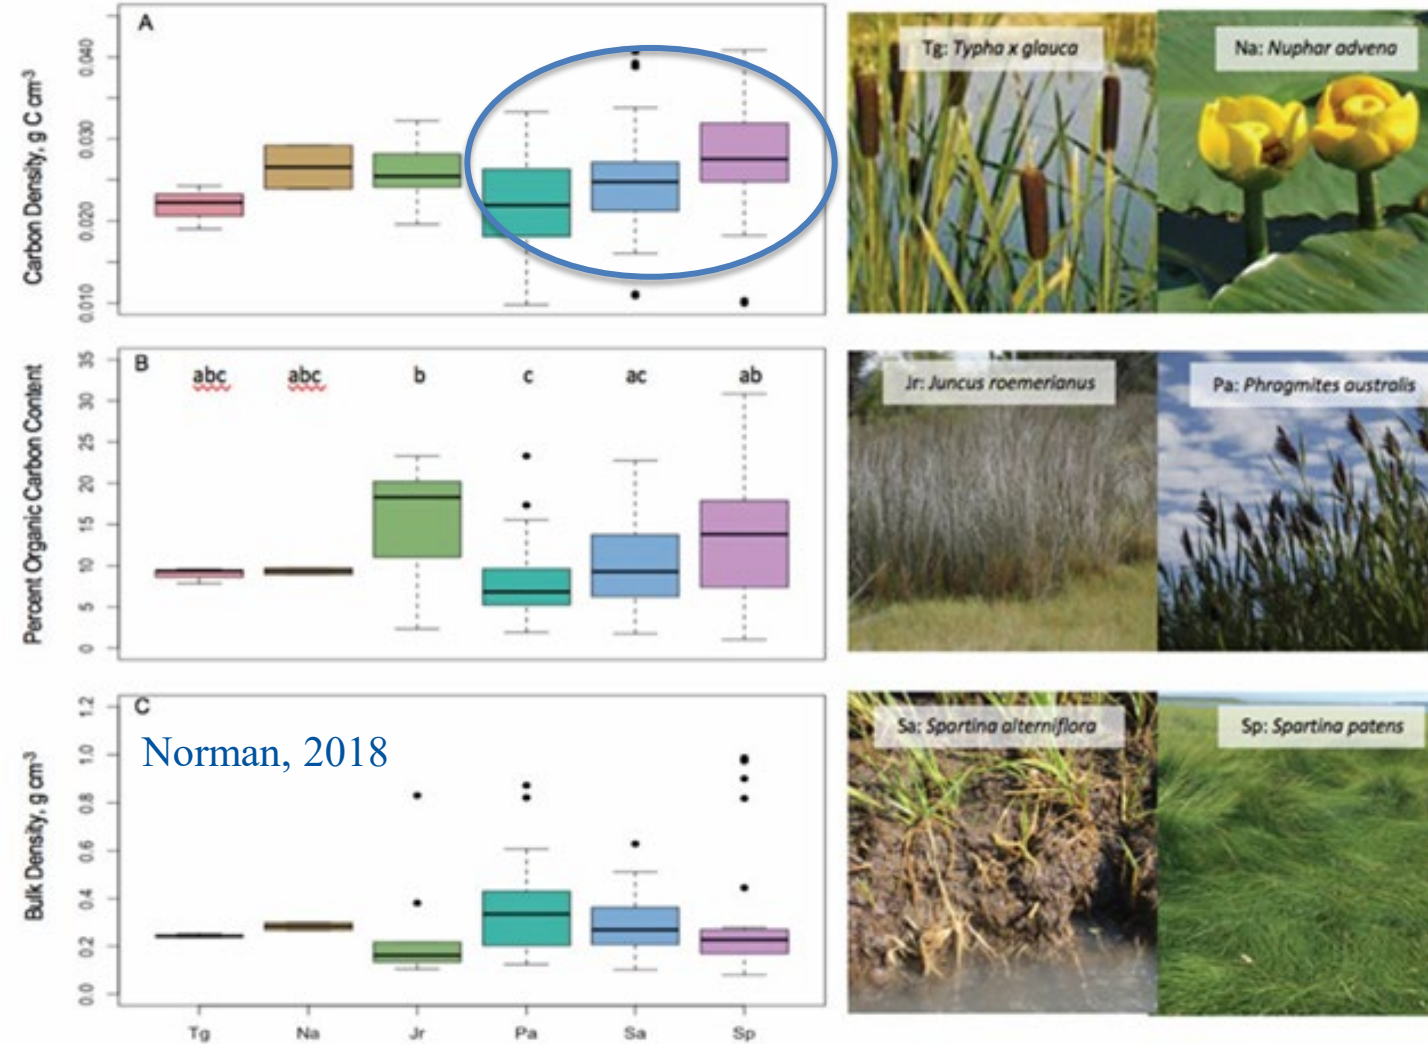 A
Carbon Density, g C cm-3
0.040
0.030
0.020
0.010
Tg: Typha x glauca
Na: Nuphar advena
B
Percent Organic Carbon Content
35
30
25
20
15
10
5
0
abc abc b c ac ab
Jr: Juncus roemerianus
Pa: Phragmites australis
C
Norman, 2018
Bulk Density, g cm-3
1.2
1.0
0.8
0.6
0.4
0.2
0.0
Tg Na Jr Pa Sa Sp
Sa: Spartina alterniflora
Sp: Spartina patens